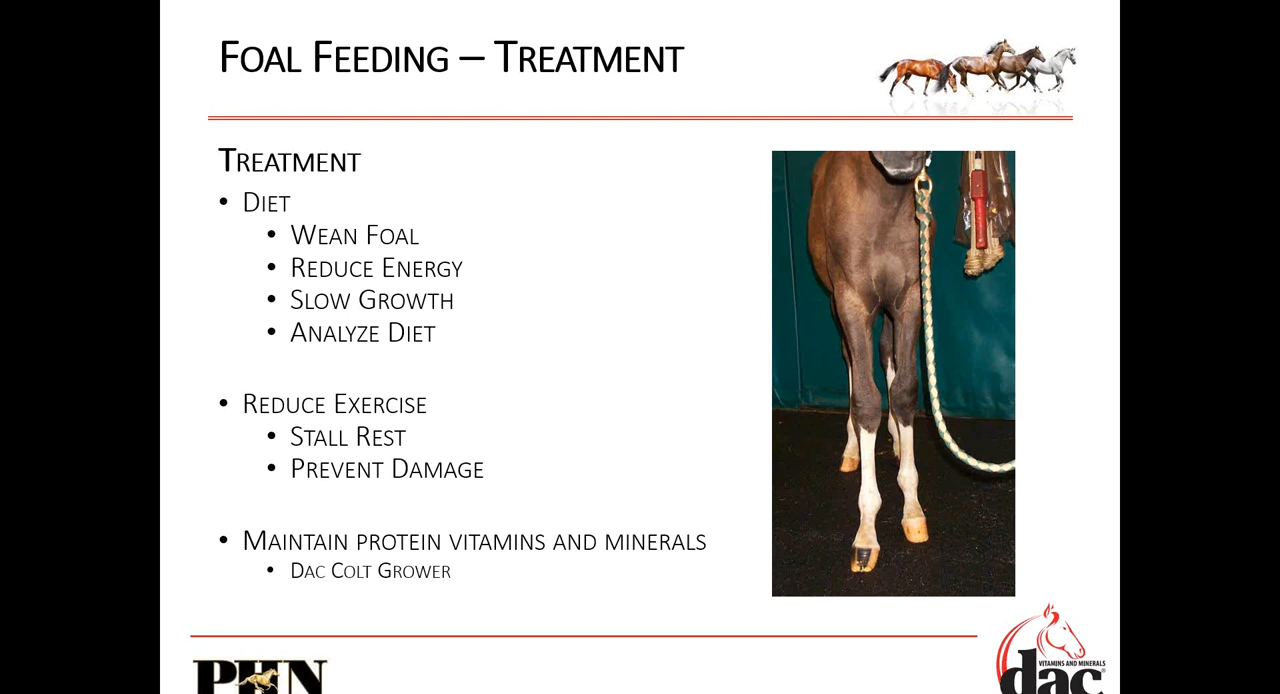 Foal Feeding – Treatment
Treatment
• Diet
• Wean Foal
• Reduce Energy
• Slow Growth
• Analyze Diet
• Reduce Exercise
• Stall Rest
• Prevent Damage
• Maintain protein vitamins and minerals
• Dac Colt Grower
PHN
VITAMINS AND MINERALS
dac